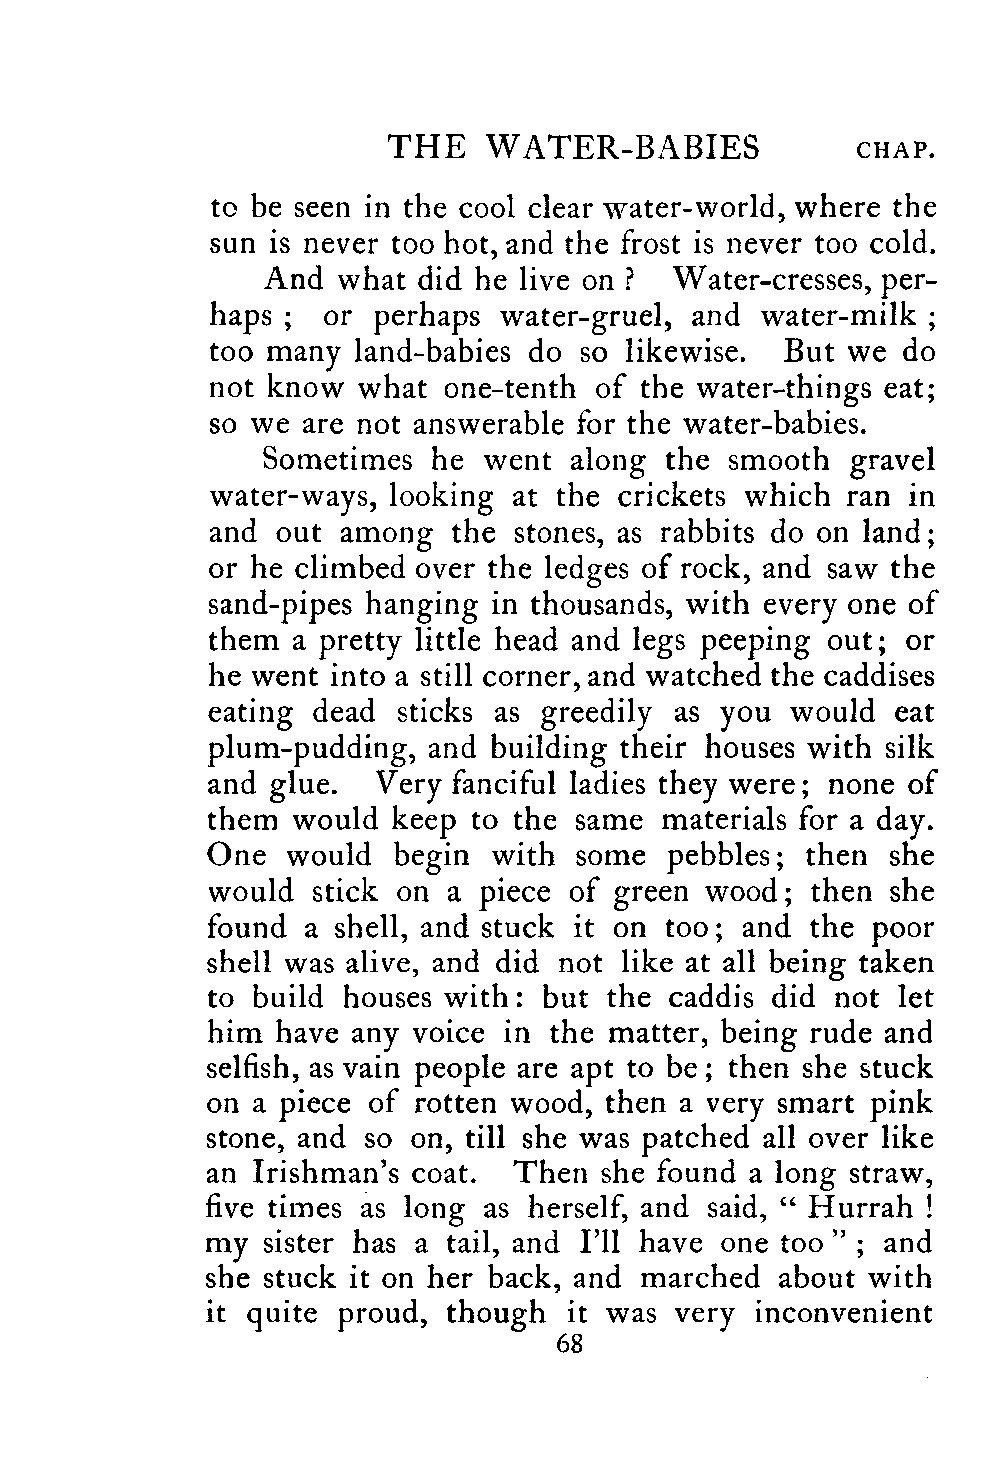 THE WATER-BABIES CHAP.
to be seen in the cool clear water-world, where the
sun is never too hot, and the frost is never too cold.
And what did he live on ? Water-cresses, per-
haps ; or perhaps water-gruel, and water-milk ;
too many land-babies do so likewise. But we do
not know what one-tenth of the water-things eat;
so we are not answerable for the water-babies.
Sometimes he went along the smooth gravel
water-ways, looking at the crickets which ran in
and out among the stones, as rabbits do on land;
or he climbed over the ledges of rock, and saw the
sand-pipes hanging in thousands, with every one of
them a pretty little head and legs peeping out; or
he went into a still corner, and watched the caddises
eating dead sticks as greedily as you would eat
plum-pudding, and building their houses with silk
and glue. Very fanciful ladies they were; none of
them would keep to the same materials for a day.
One would begin with some pebbles; then she
would stick on a piece of green wood; then she
found a shell, and stuck it on too; and the poor
shell was alive, and did not like at all being taken
to build houses with: but the caddis did not let
him have any voice in the matter, being rude and
selfish, as vain people are apt to be; then she stuck
on a piece of rotten wood, then a very smart pink
stone, and so on, till she was patched all over like
an Irishman's coat. Then she found a long straw,
five times as long as herself, and said, “ Hurrah !
my sister has a tail, and I'll have one too ” ; and
she stuck it on her back, and marched about with
it quite proud, though it was very inconvenient
68